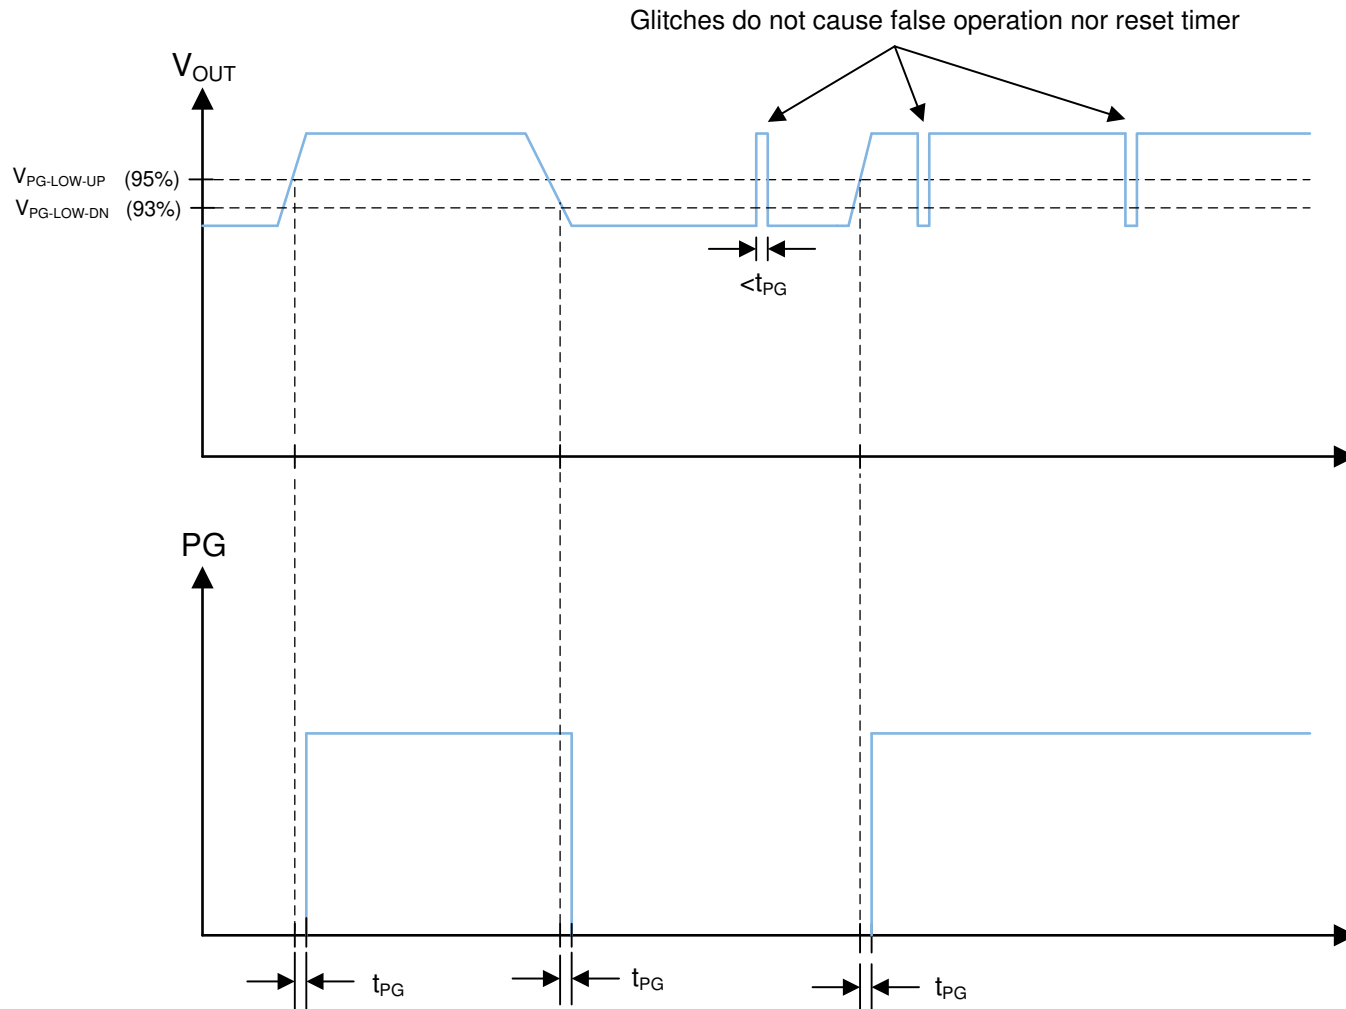 Glitches do not cause false operation nor reset timer
VOUT
VPG-LOW-UP (95%)
VPG-LOW-DN (93%)
<tPG
PG
tPG
tPG
tPG